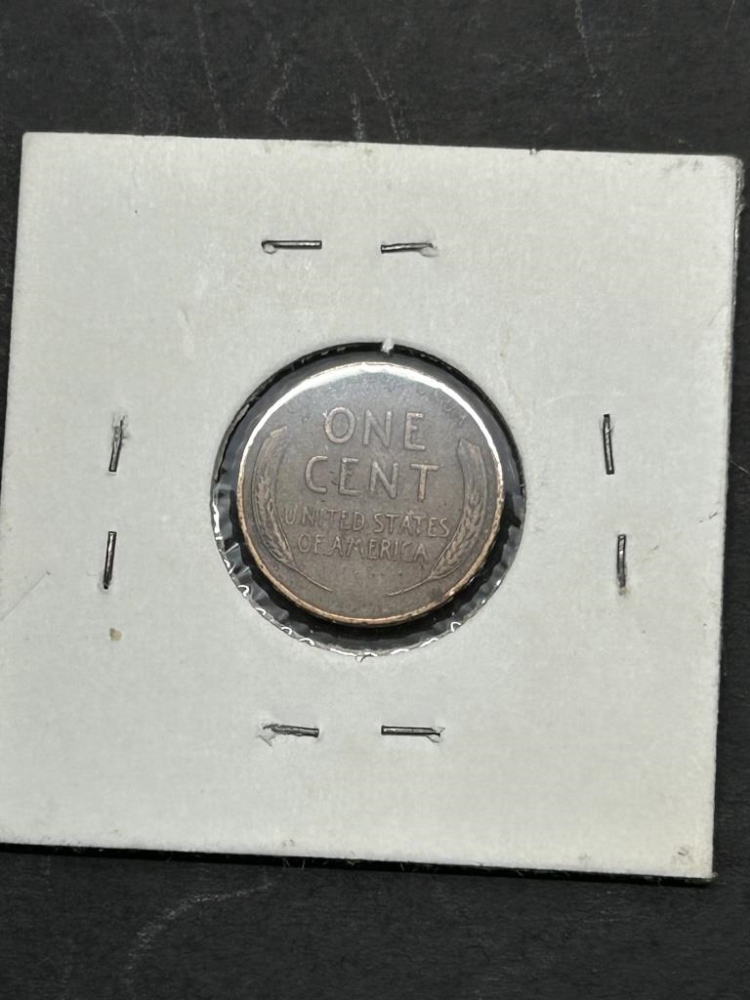 ONE
CENT
UNITED STATES
OF AMERICA